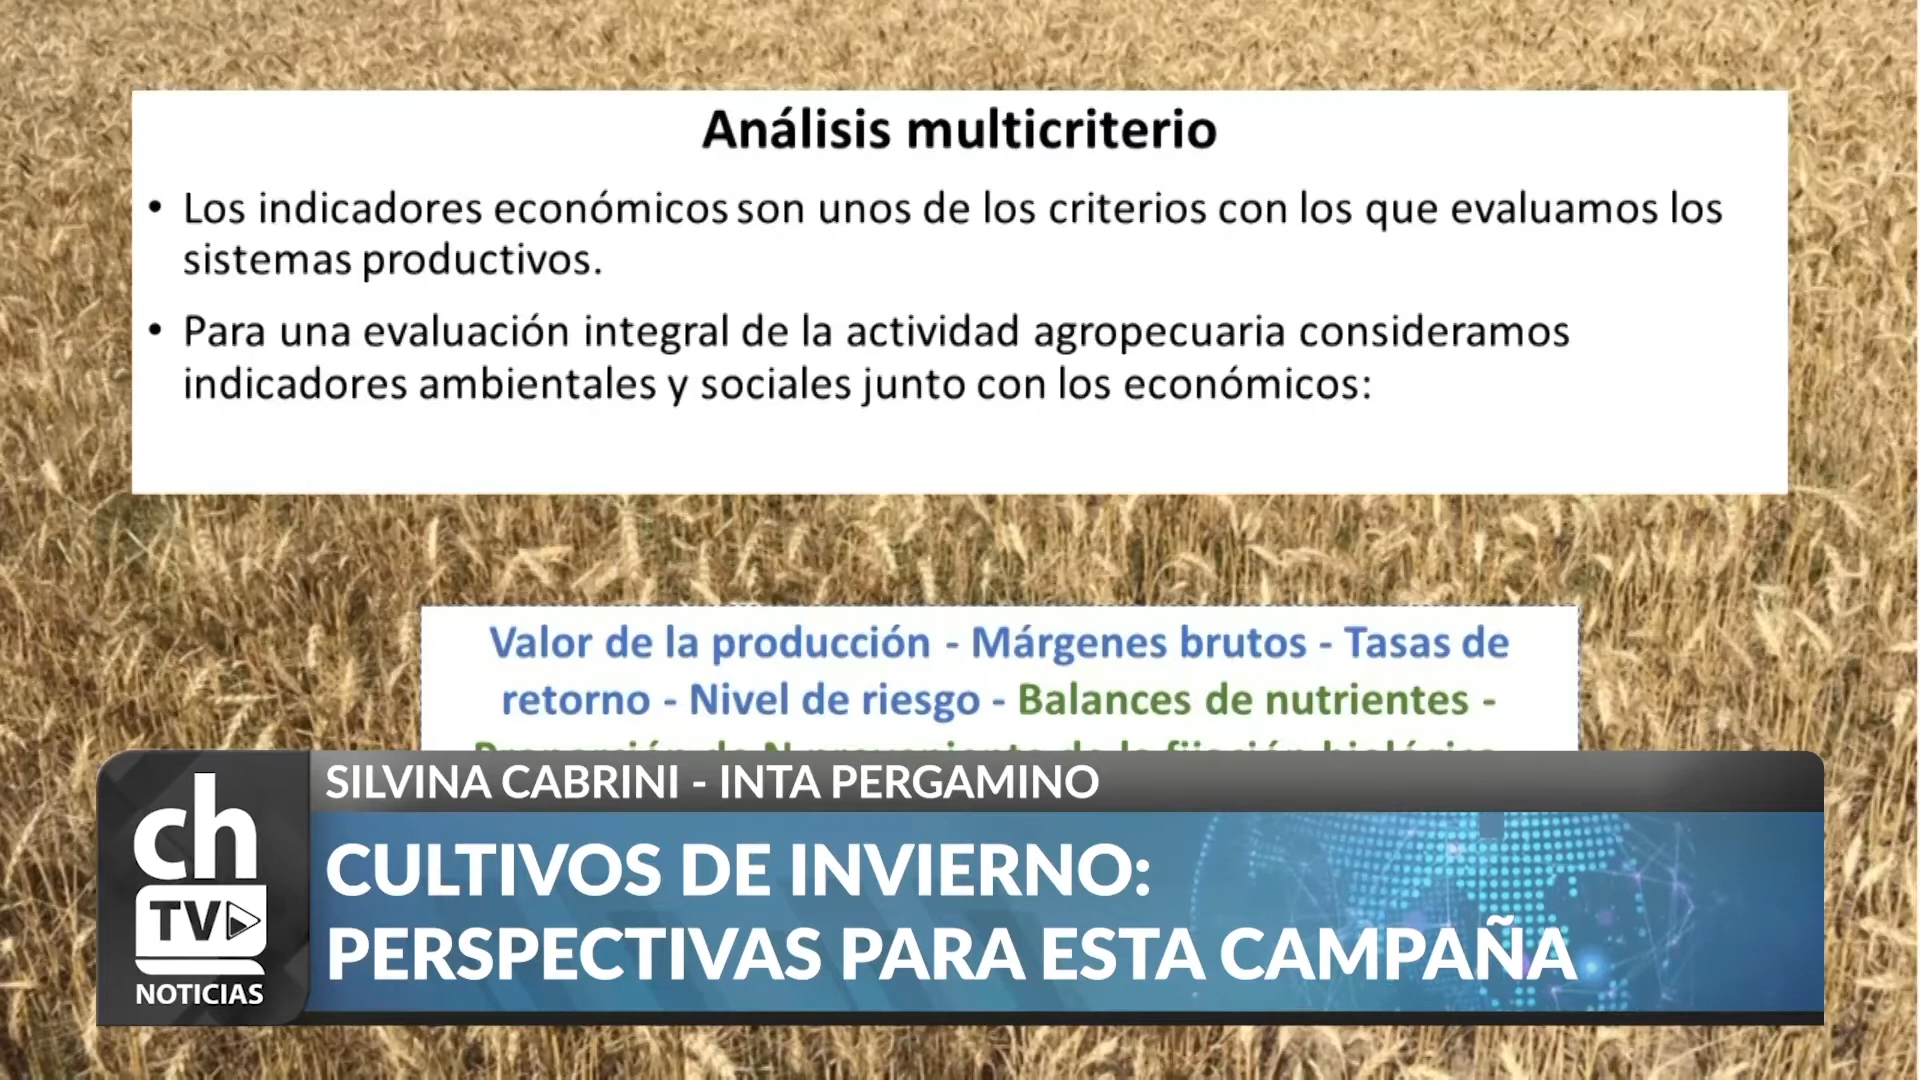 Análisis multicriterio
• Los indicadores económicos son unos de los criterios con los que evaluamos los
sistemas productivos.
• Para una evaluación integral de la actividad agropecuaria consideramos
indicadores ambientales y sociales junto con los económicos:
Valor de la producción - Márgenes brutos - Tasas de
retorno - Nivel de riesgo - Balances de nutrientes -
SILVINA CABRINI - INTA PERGAMINO
CULTIVOS DE INVIERNO:
PERSPECTIVAS PARA ESTA CAMPAÑA
ch
TV
NOTICIAS